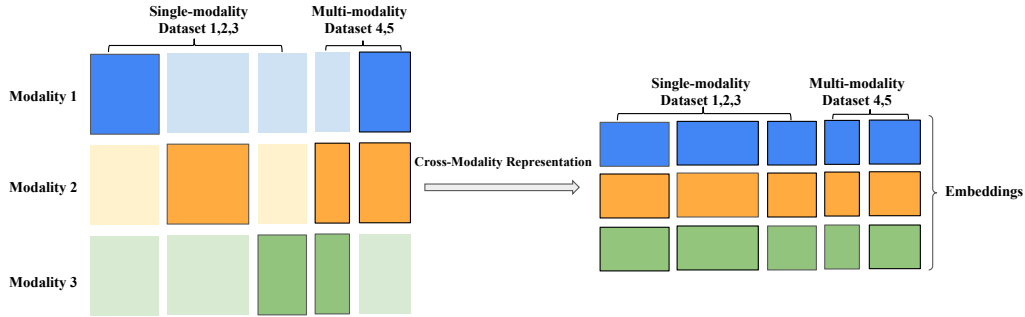 Single-modality
Dataset 1,2,3
Multi-modality
Dataset 4,5
Modality 1
Modality 2
Modality 3
Cross-Modality Representation
Single-modality
Dataset 1,2,3
Multi-modality
Dataset 4,5
Embeddings